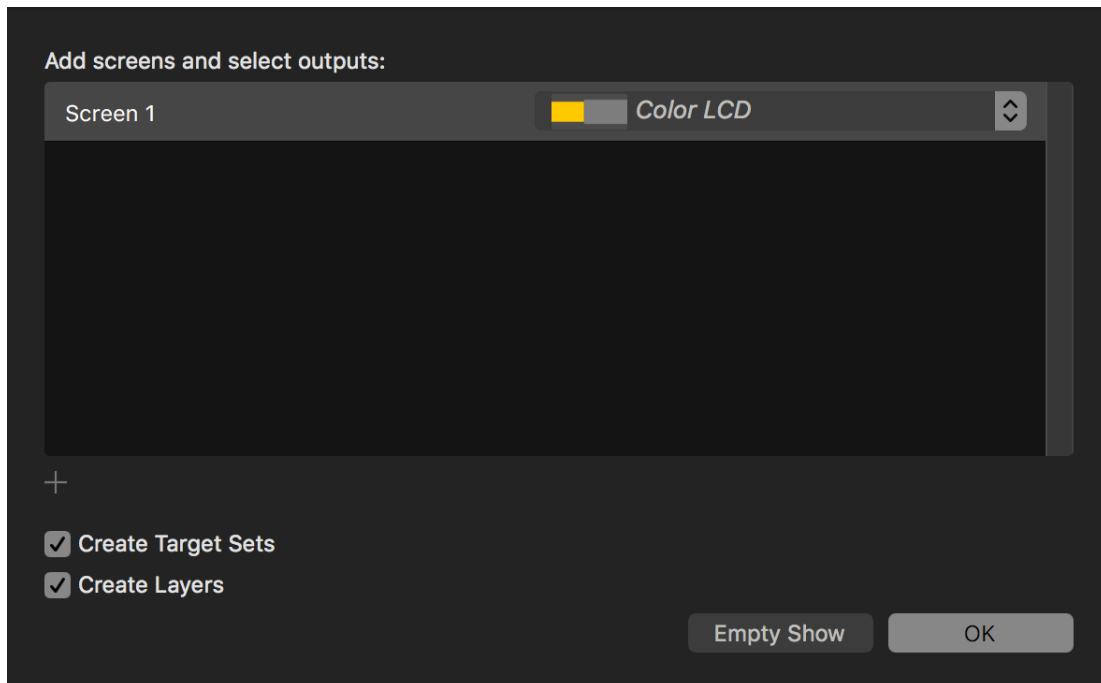 Add screens and select outputs:
Screen 1
Color LCD
Create Target Sets
Create Layers
Empty Show
OK